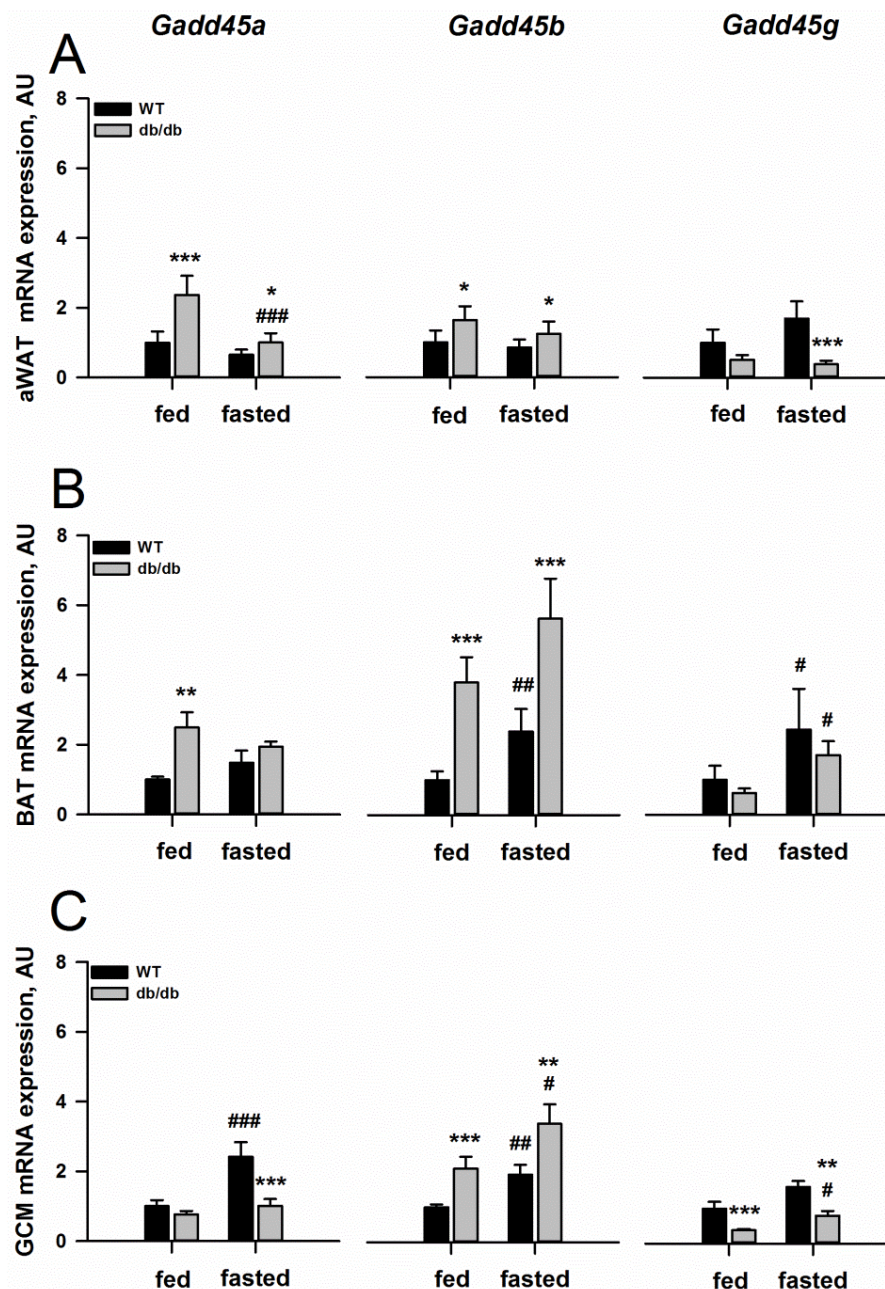 Gadd45a Gadd45b Gadd45g
A
aWAT mRNA expression, AU
8
6
4
2
0
WT
db/db
***
*
###
*
*
***
fed fasted fed fasted fed fasted
B
BAT mRNA expression, AU
8
6
4
2
0
WT
db/db
**
***
##
***
#
#
fed fasted fed fasted fed fasted
C
GCM mRNA expression, AU
8
6
4
2
0
WT
db/db
###
***
***
##
**
#
***
**
#
fed fasted fed fasted fed fasted